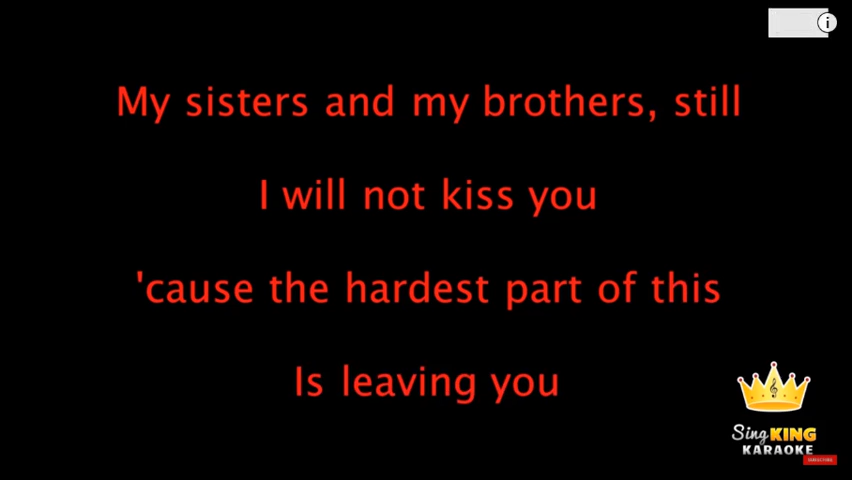 My sisters and my brothers, still
I will not kiss you
'cause the hardest part of this
Is leaving you
i
Sing KING
KARAOKE
SUBSCRIBE